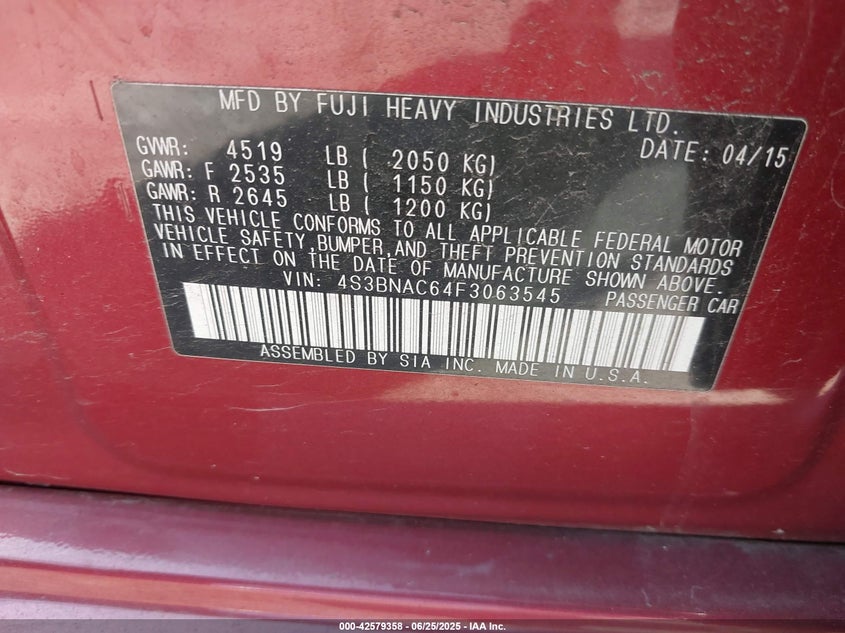 MFD BY FUJI HEAVY INDUSTRIES LTD.
GVWR: 4519 LB ( 2050 KG) DATE: 04/15
GAWR: F 2535 LB ( 1150 KG)
GAWR: R 2645 LB ( 1200 KG)
THIS VEHICLE CONFORMS TO ALL APPLICABLE FEDERAL MOTOR
VEHICLE SAFETY, BUMPER, AND THEFT PREVENTION STANDARDS
IN EFFECT ON THE DATE OF MANUFACTURE SHOWN ABOVE.
VIN: 4S3BNAC64F3063545 PASSENGER CAR
ASSEMBLED BY SIA INC. MADE IN U.S.A.
000-42579358 - 06/25/2025 - IAA Inc.